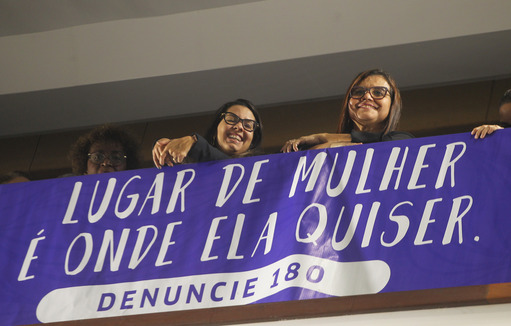 LUGAR DE MULHER
É ONDE ELA QUISER.
DENUNCIE 180